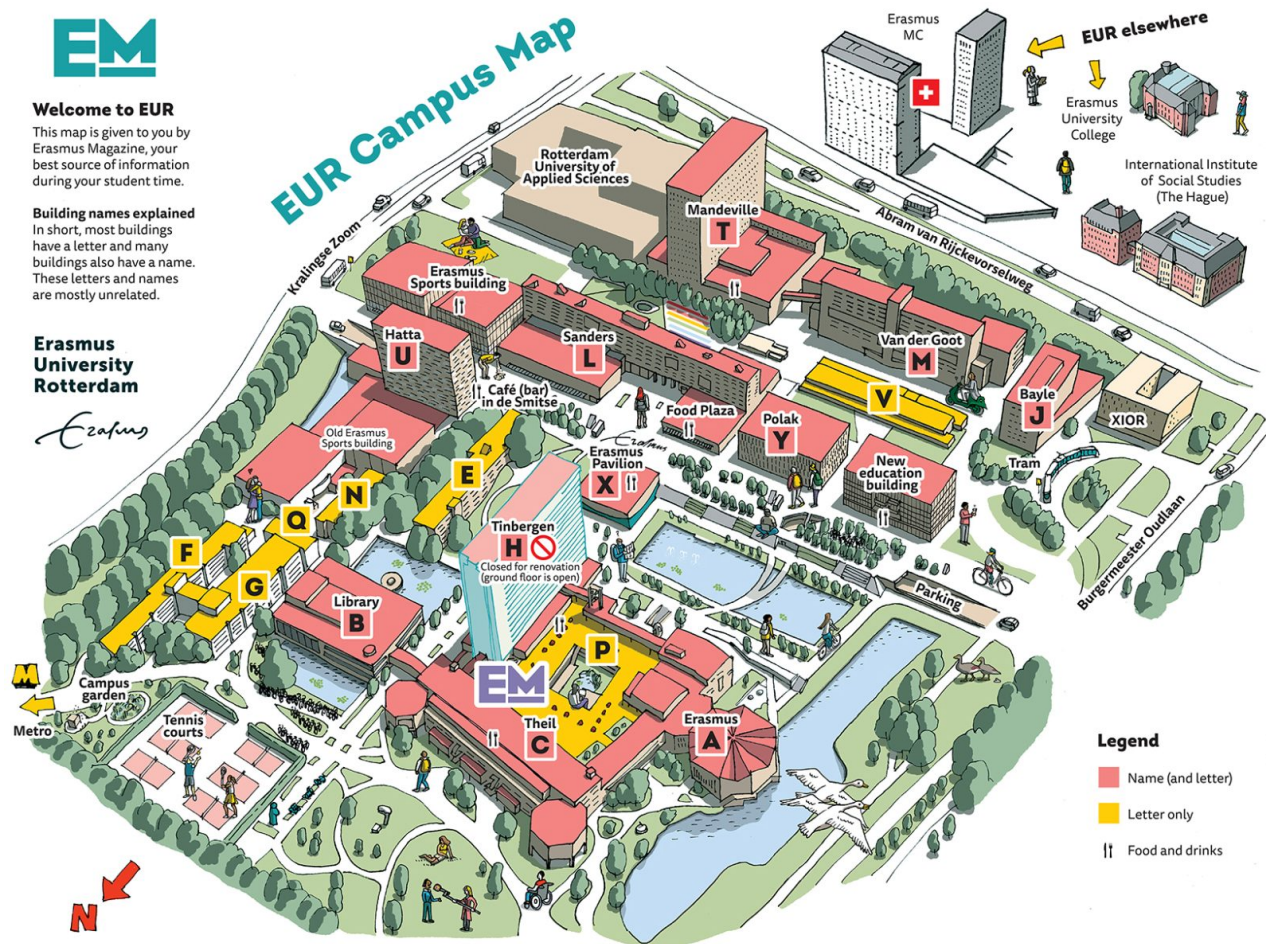 EM
Welcome to EUR
This map is given to you by
Erasmus Magazine, your
best source of information
during your student time.
Building names explained
In short, most buildings
have a letter and many
buildings also have a name.
These letters and names
are mostly unrelated.
Erasmus
University
Rotterdam
Erasmus
EUR Campus Map
Erasmus
MC
EUR elsewhere
Erasmus
University
College
International Institute
of Social Studies
(The Hague)
Kralingse Zoom
Abram van Rijckevorselweg
Burgermeester Oudlaan
Rotterdam
University of
Applied Sciences
Mandeville
T
Erasmus
Sports building
Hatta
U
Sanders
L
Van der Goot
M
Café (bar)
in de Smitse
Food Plaza
Polak
Y
V
Bayle
J
XIOR
Old Erasmus
Sports building
E
Erasmus
Erasmus
Pavilion
X
New
education
building
Tram
N
Q
F
G
Tinbergen
H
Closed for renovation
(ground floor is open)
Library
B
P
Parking
EM
Theil
C
Erasmus
A
M
Metro
Campus
garden
Tennis
courts
N
Legend
Name (and letter)
Letter only
Food and drinks